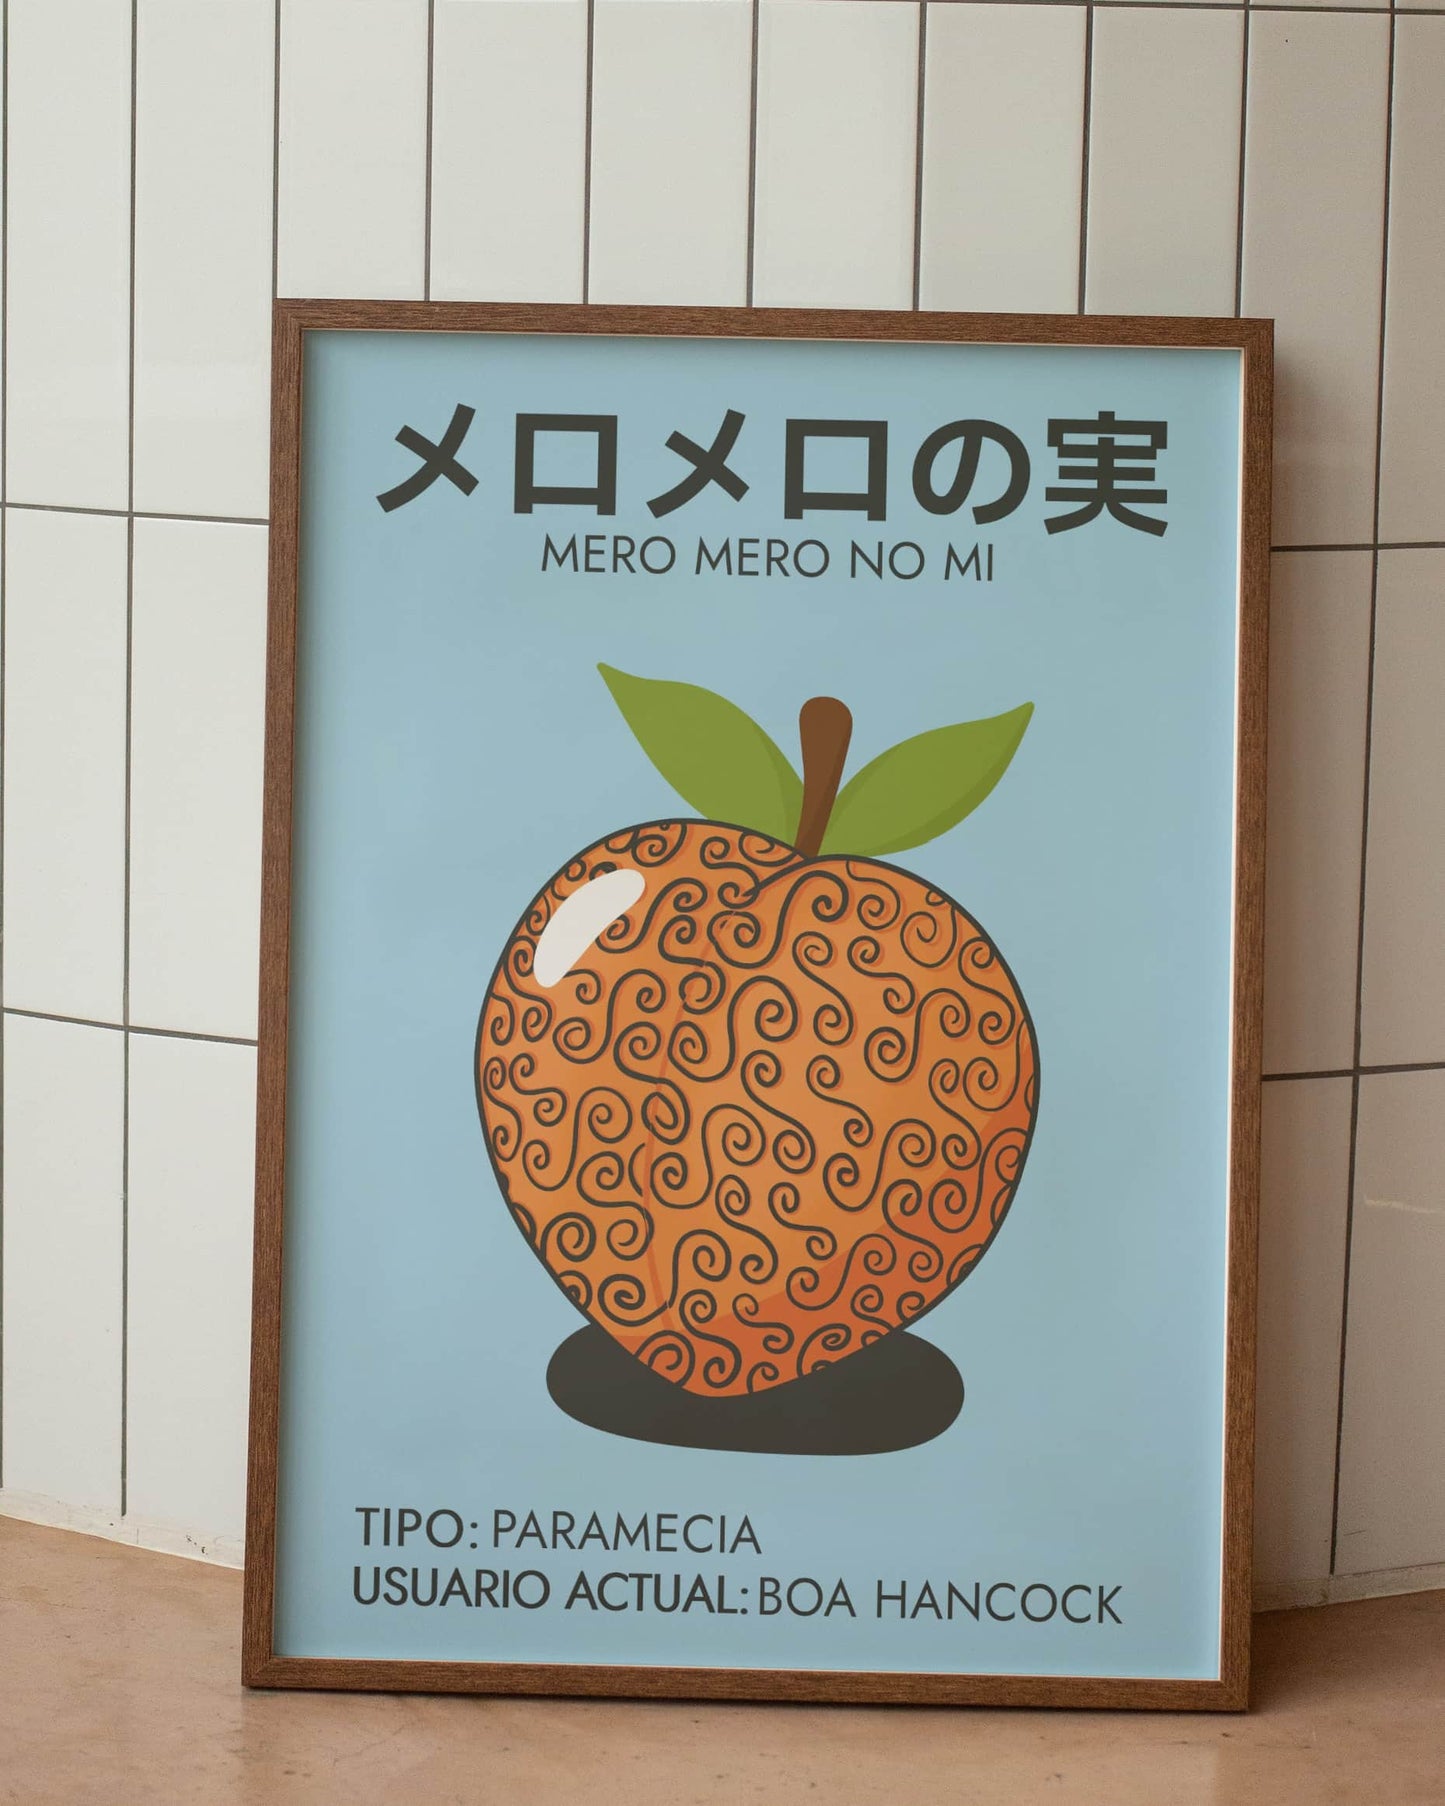 メロメロの実
MERO MERO NO MI
TIPO: PARAMECIA
USUARIO ACTUAL: BOA HANCOCK